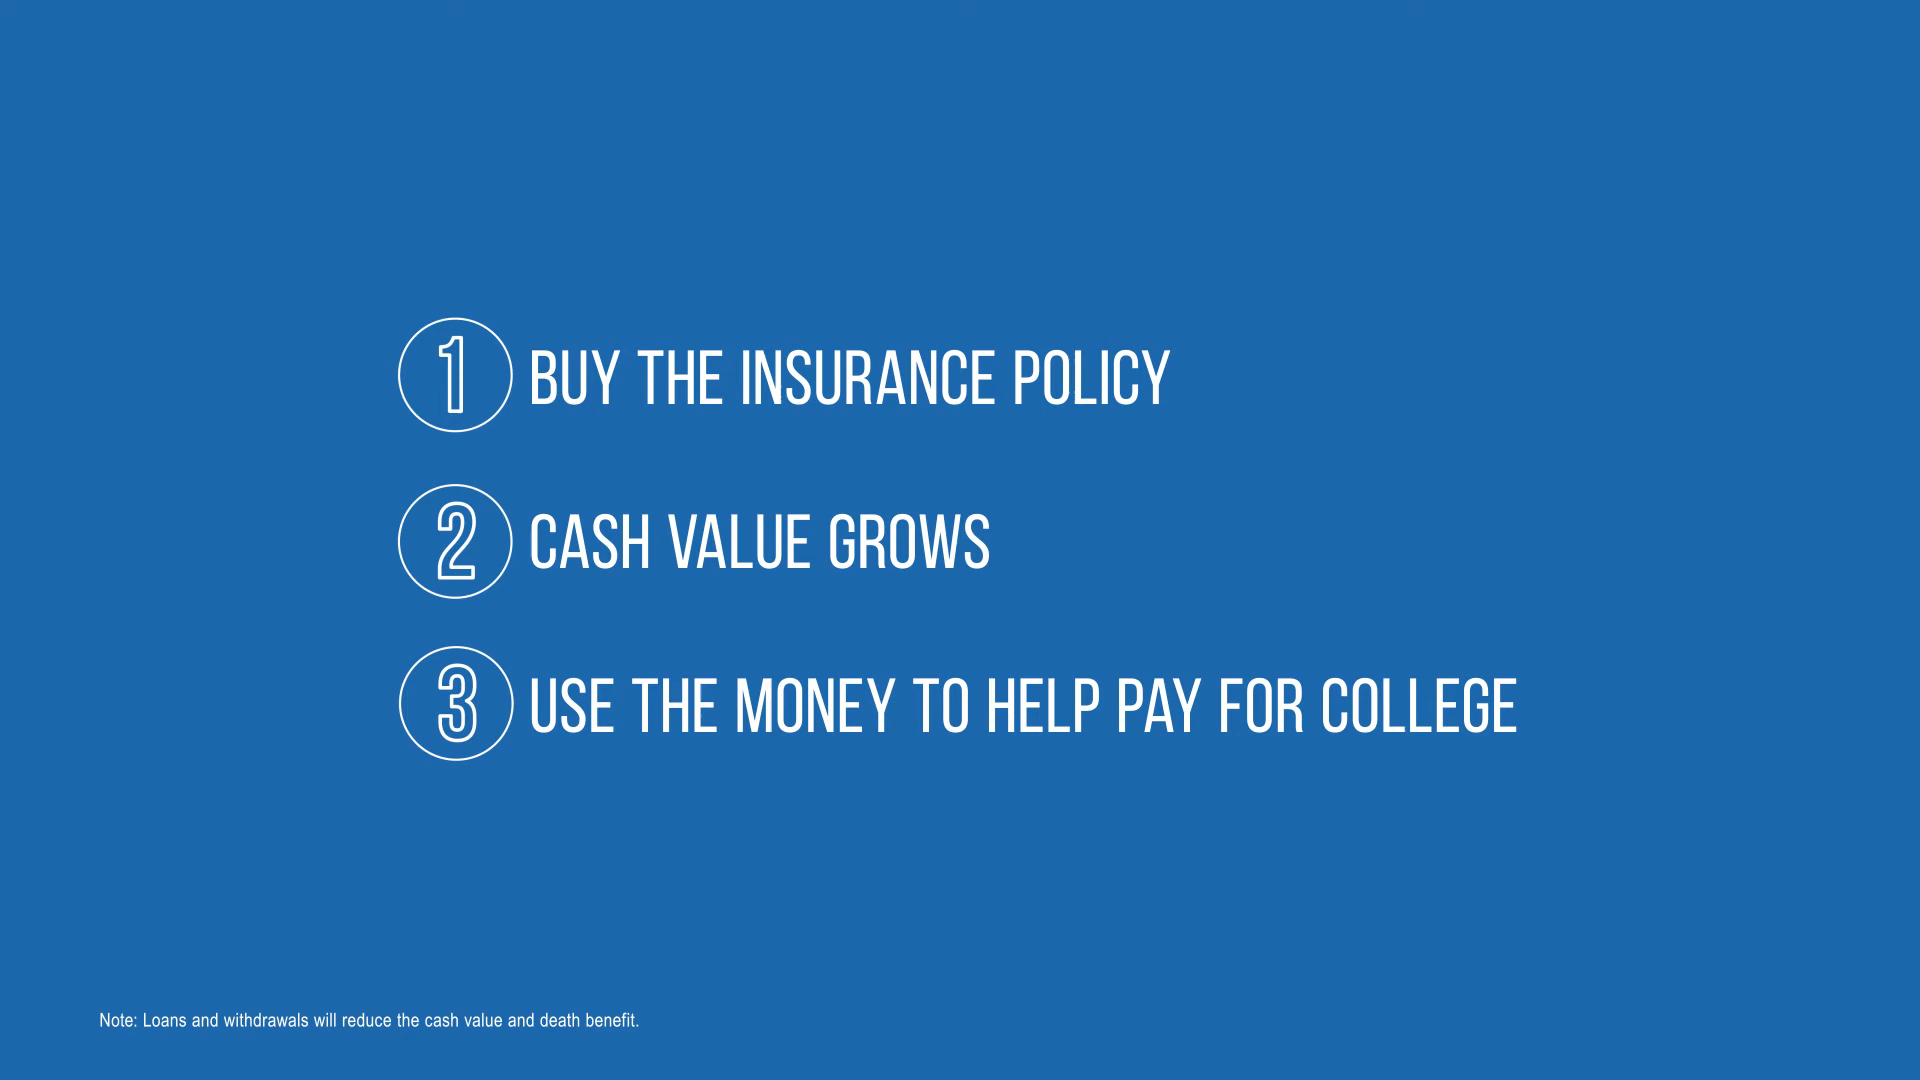 1 BUY THE INSURANCE POLICY
2 CASH VALUE GROWS
3 USE THE MONEY TO HELP PAY FOR COLLEGE
Note: Loans and withdrawals will reduce the cash value and death benefit.